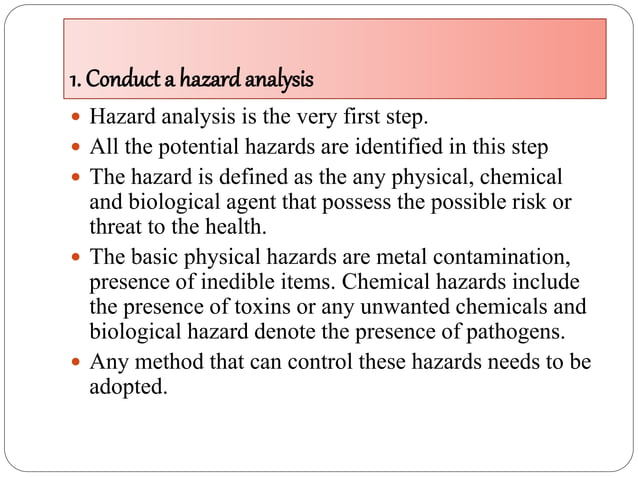 1. Conduct a hazard analysis
• Hazard analysis is the very first step.
• All the potential hazards are identified in this step
• The hazard is defined as the any physical, chemical
and biological agent that possess the possible risk or
threat to the health.
• The basic physical hazards are metal contamination,
presence of inedible items. Chemical hazards include
the presence of toxins or any unwanted chemicals and
biological hazard denote the presence of pathogens.
• Any method that can control these hazards needs to be
adopted.